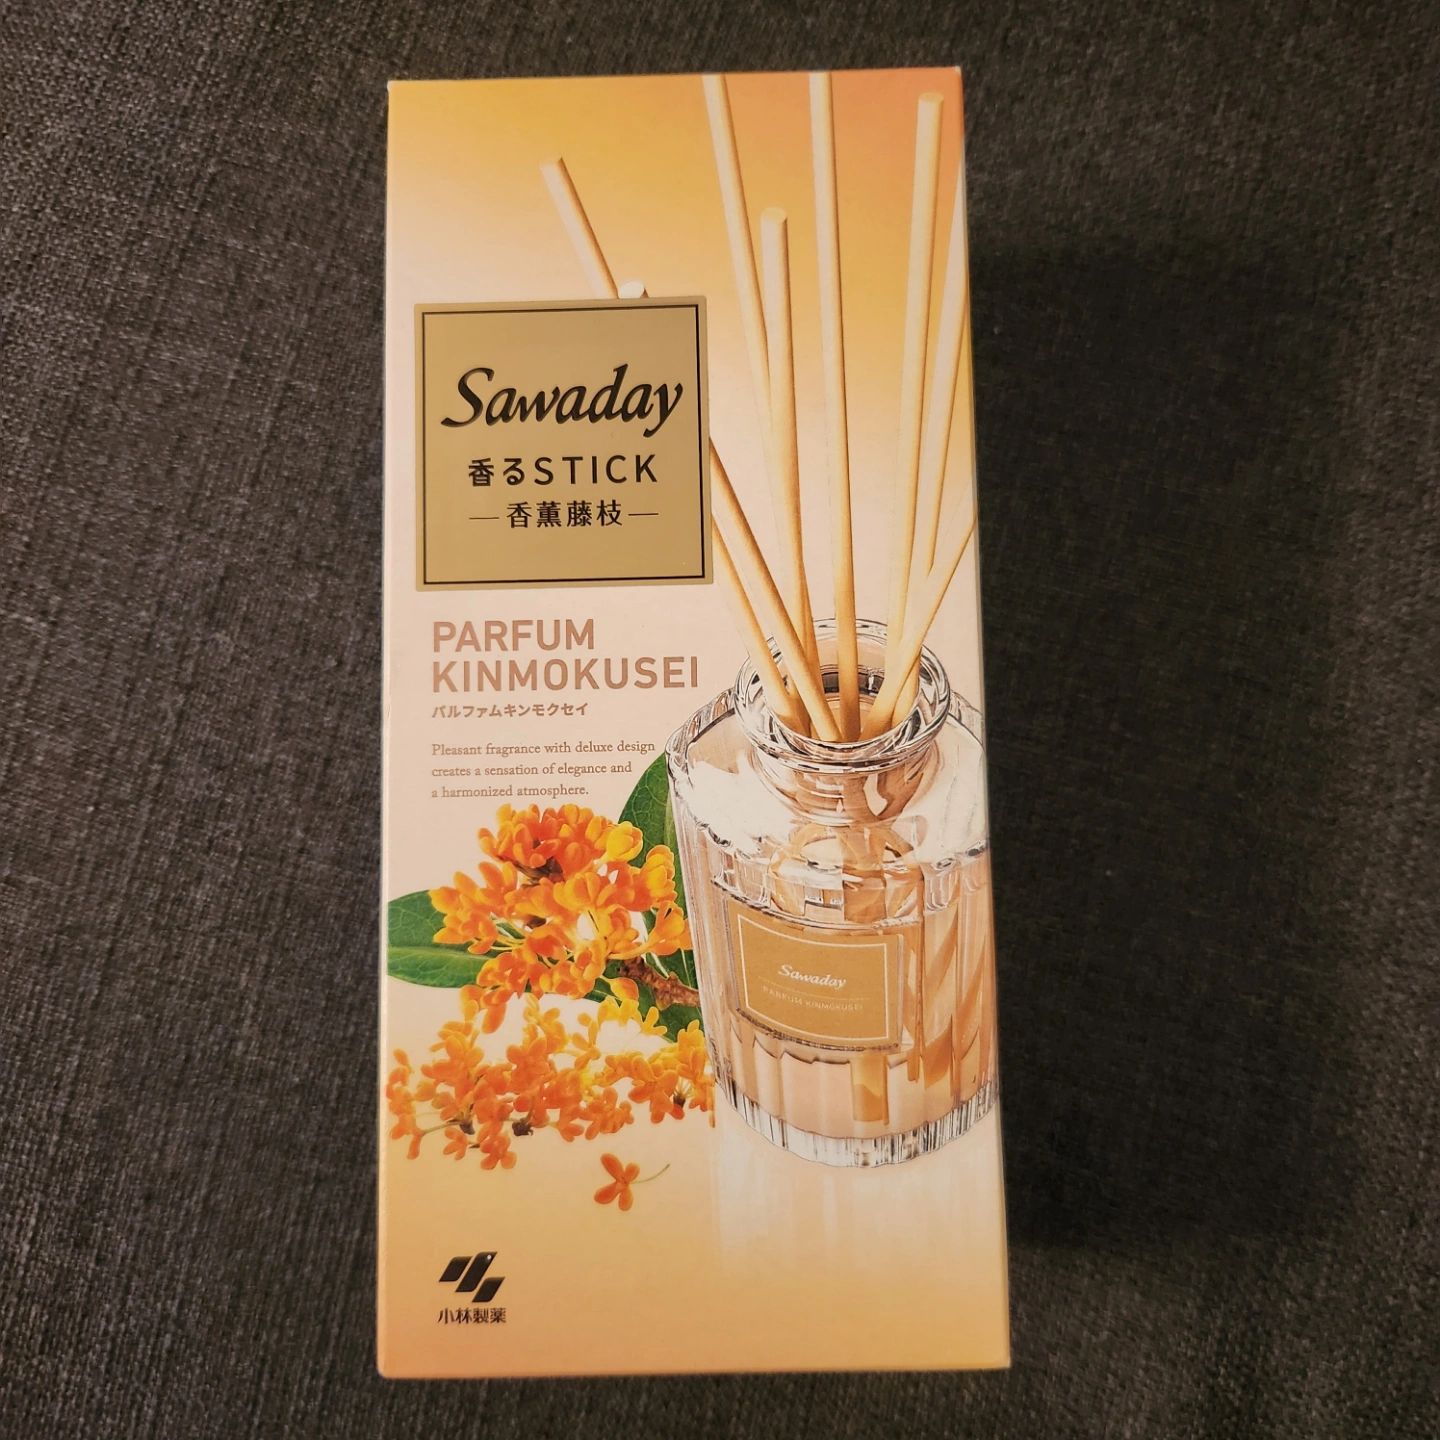 Sawaday
香るSTICK
香薫藤枝
PARFUM
KINMOKUSEI
パルファムキンモクセイ
Pleasant fragrance with deluxe design
creates a sensation of elegance and
a harmonized atmosphere.
Sawaday
PARFUM KINMOKUSEI
小林製薬